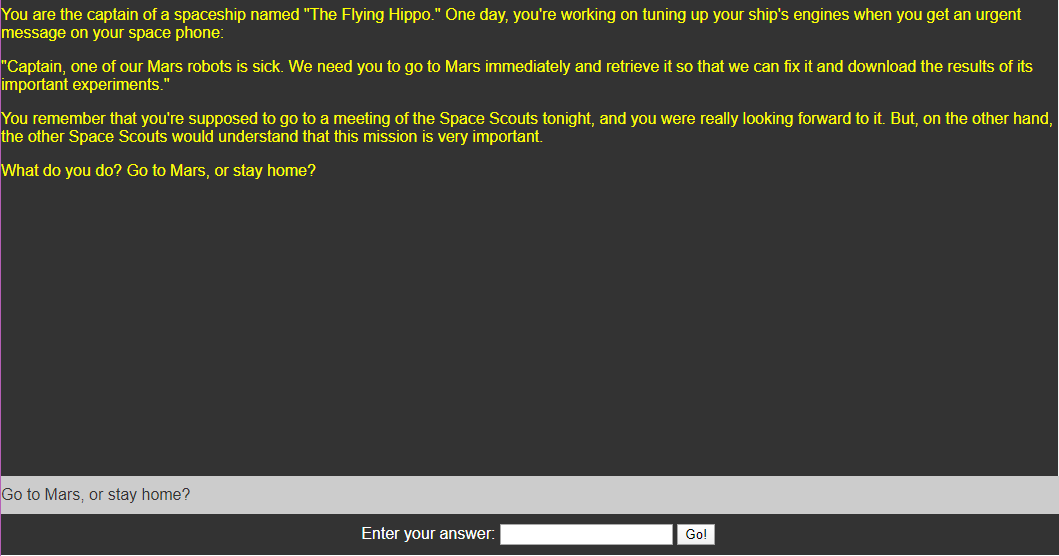 You are the captain of a spaceship named "The Flying Hippo." One day, you're working on tuning up your ship's engines when you get an urgent
message on your space phone:
"Captain, one of our Mars robots is sick. We need you to go to Mars immediately and retrieve it so that we can fix it and download the results of its
important experiments."
You remember that you're supposed to go to a meeting of the Space Scouts tonight, and you were really looking forward to it. But, on the other hand,
the other Space Scouts would understand that this mission is very important.
What do you do? Go to Mars, or stay home?
Go to Mars, or stay home?
Enter your answer: Go!